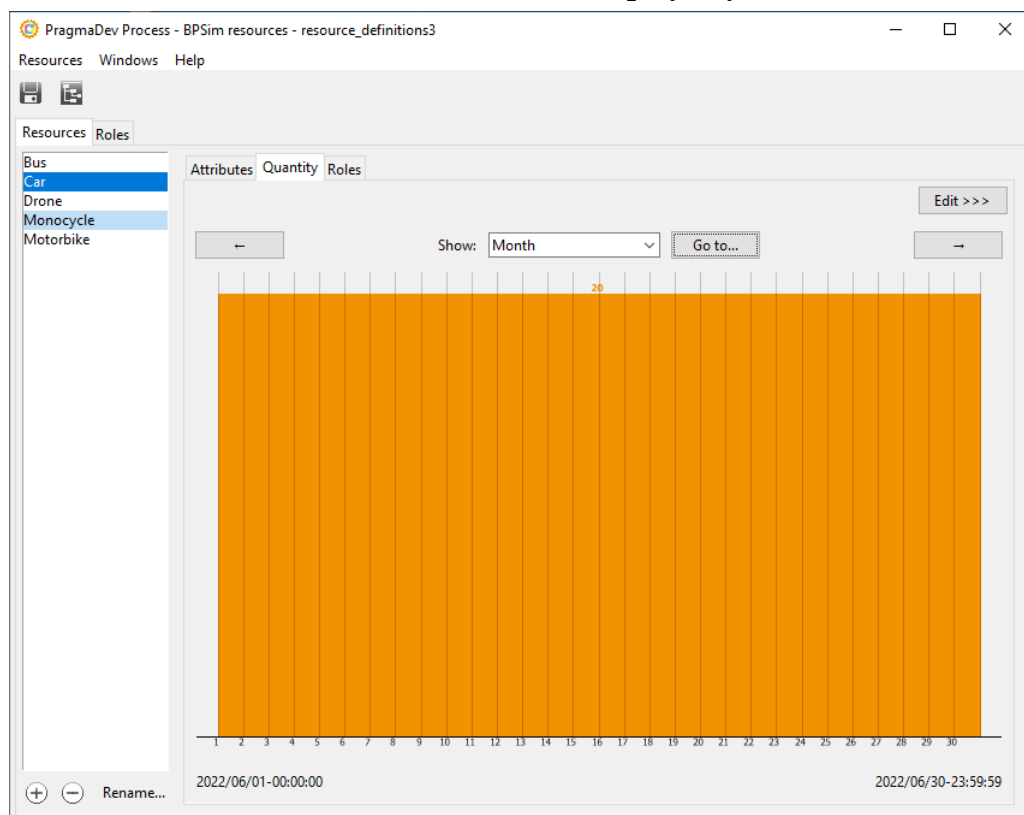 PragmaDev Process - BPSim resources - resource_definitions3
Resources Windows Help
Resources Roles
Bus
Car
Drone
Monocycle
Motorbike
Attributes Quantity Roles
Edit >>>
← Show: Month Go to... →
20
1 2 3 4 5 6 7 8 9 10 11 12 13 14 15 16 17 18 19 20 21 22 23 24 25 26 27 28 29 30
2022/06/01-00:00:00 2022/06/30-23:59:59
Rename...